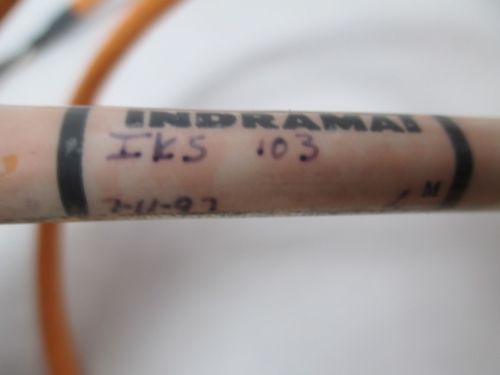 INDRAMAT
IKS 103
2-11-97
M